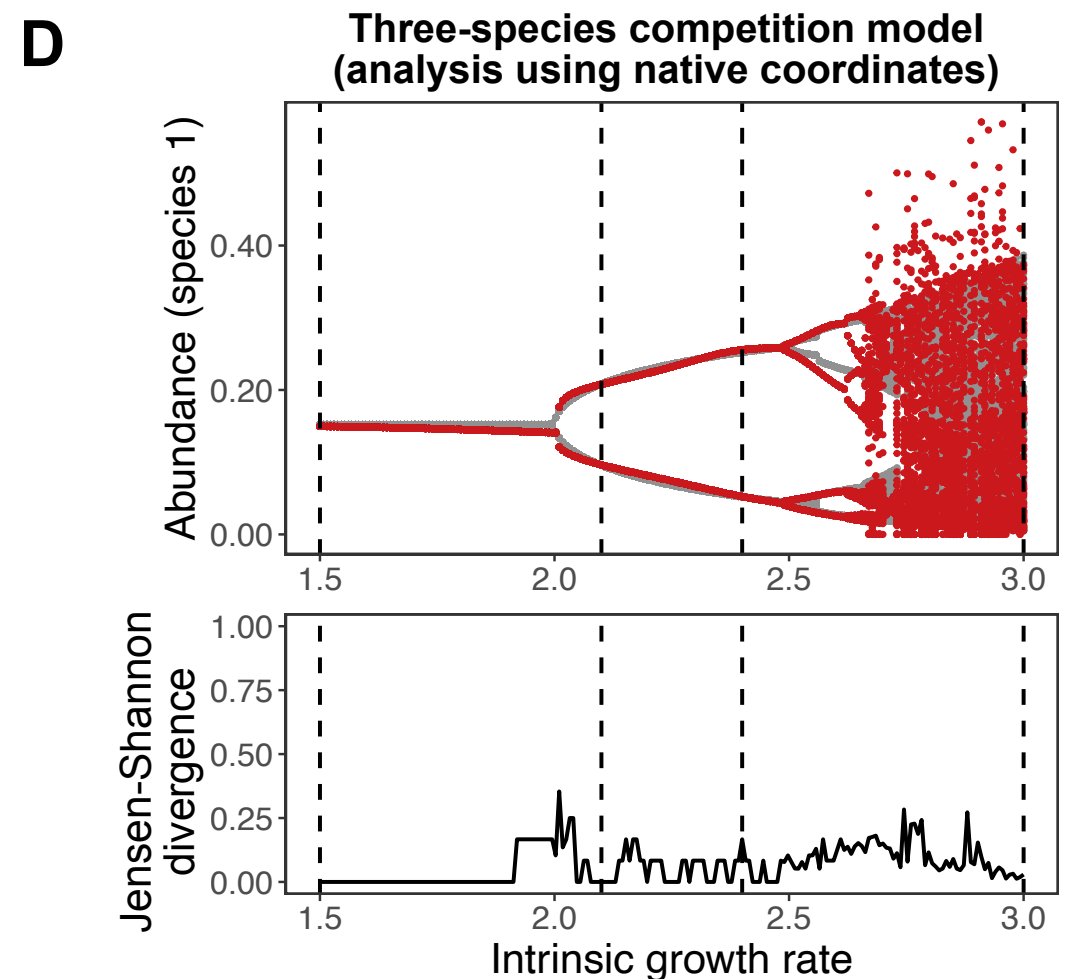 D
Three-species competition model
(analysis using native coordinates)
Abundance (species 1)
0.40
0.20
0.00
1.5 2.0 2.5 3.0
Jensen-Shannon
divergence
1.00
0.75
0.50
0.25
0.00
1.5 2.0 2.5 3.0
Intrinsic growth rate